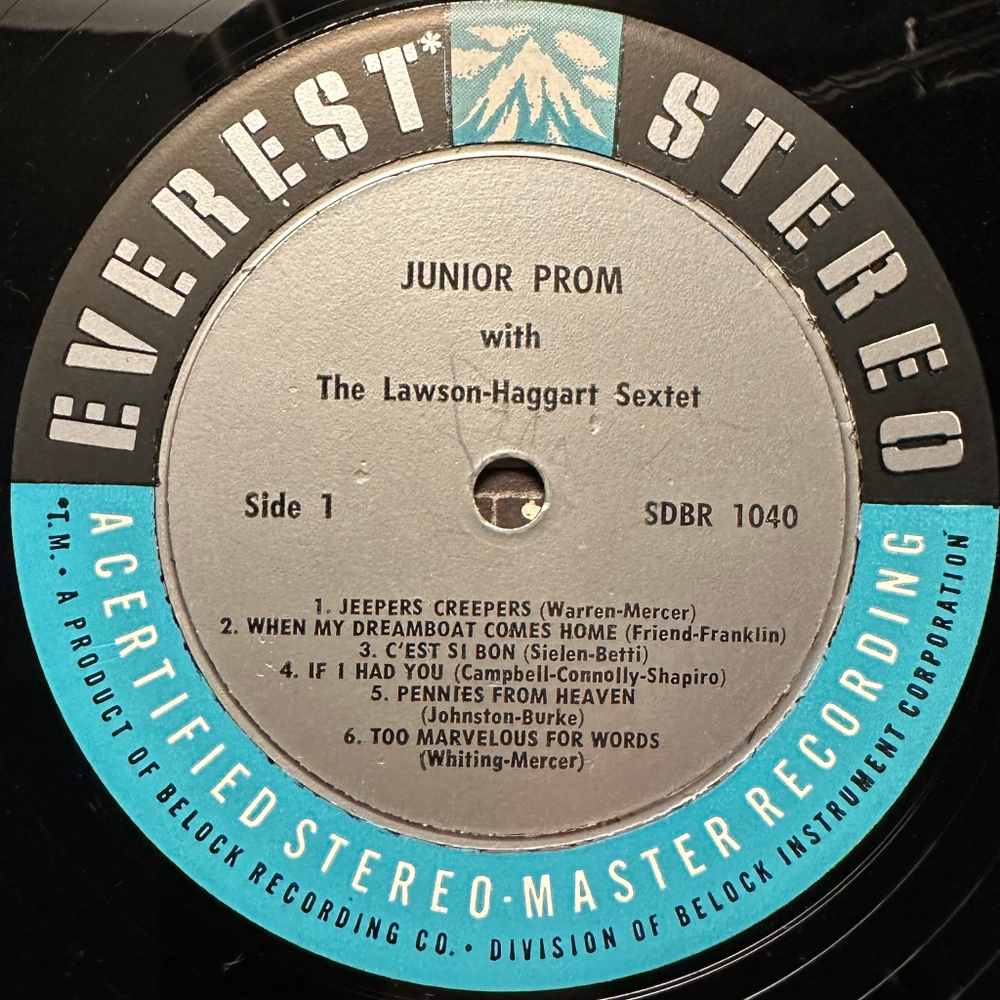 EVEREST* STEREO
JUNIOR PROM
with
The Lawson-Haggart Sextet
Side 1
SDBR 1040
1. JEEPERS CREEPERS (Warren-Mercer)
2. WHEN MY DREAMBOAT COMES HOME (Friend-Franklin)
3. C'EST SI BON (Sielen-Betti)
4. IF I HAD YOU (Campbell-Connolly-Shapiro)
5. PENNIES FROM HEAVEN
(Johnston-Burke)
6. TOO MARVELOUS FOR WORDS
(Whiting-Mercer)
A CERTIFIED STEREO-MASTER RECORDING
*T.M. • A PRODUCT OF BELOCK RECORDING CO. • DIVISION OF BELOCK INSTRUMENT CORPORATION